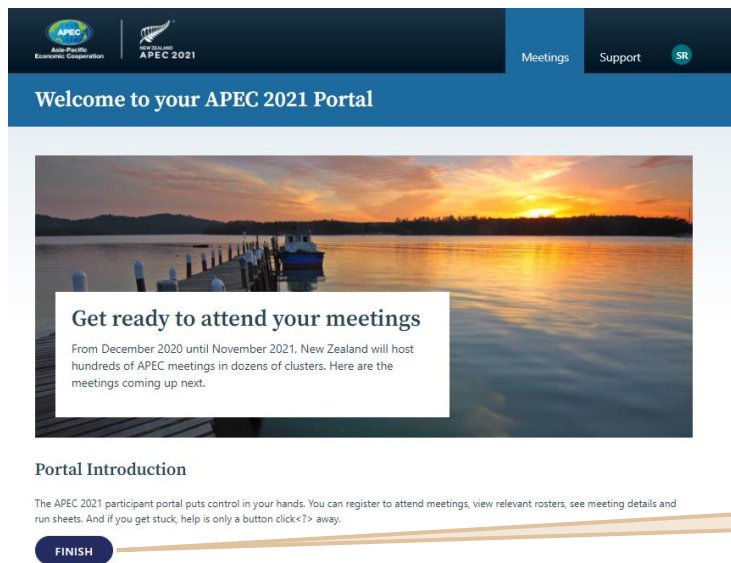 APEC
Asia-Pacific
Economic Cooperation
NEW ZEALAND
APEC 2021
Meetings
Support
SR
Welcome to your APEC 2021 Portal
Get ready to attend your meetings
From December 2020 until November 2021, New Zealand will host
hundreds of APEC meetings in dozens of clusters. Here are the
meetings coming up next.
Portal Introduction
The APEC 2021 participant portal puts control in your hands. You can register to attend meetings, view relevant rosters, see meeting details and
run sheets. And if you get stuck, help is only a button click<?> away.
FINISH